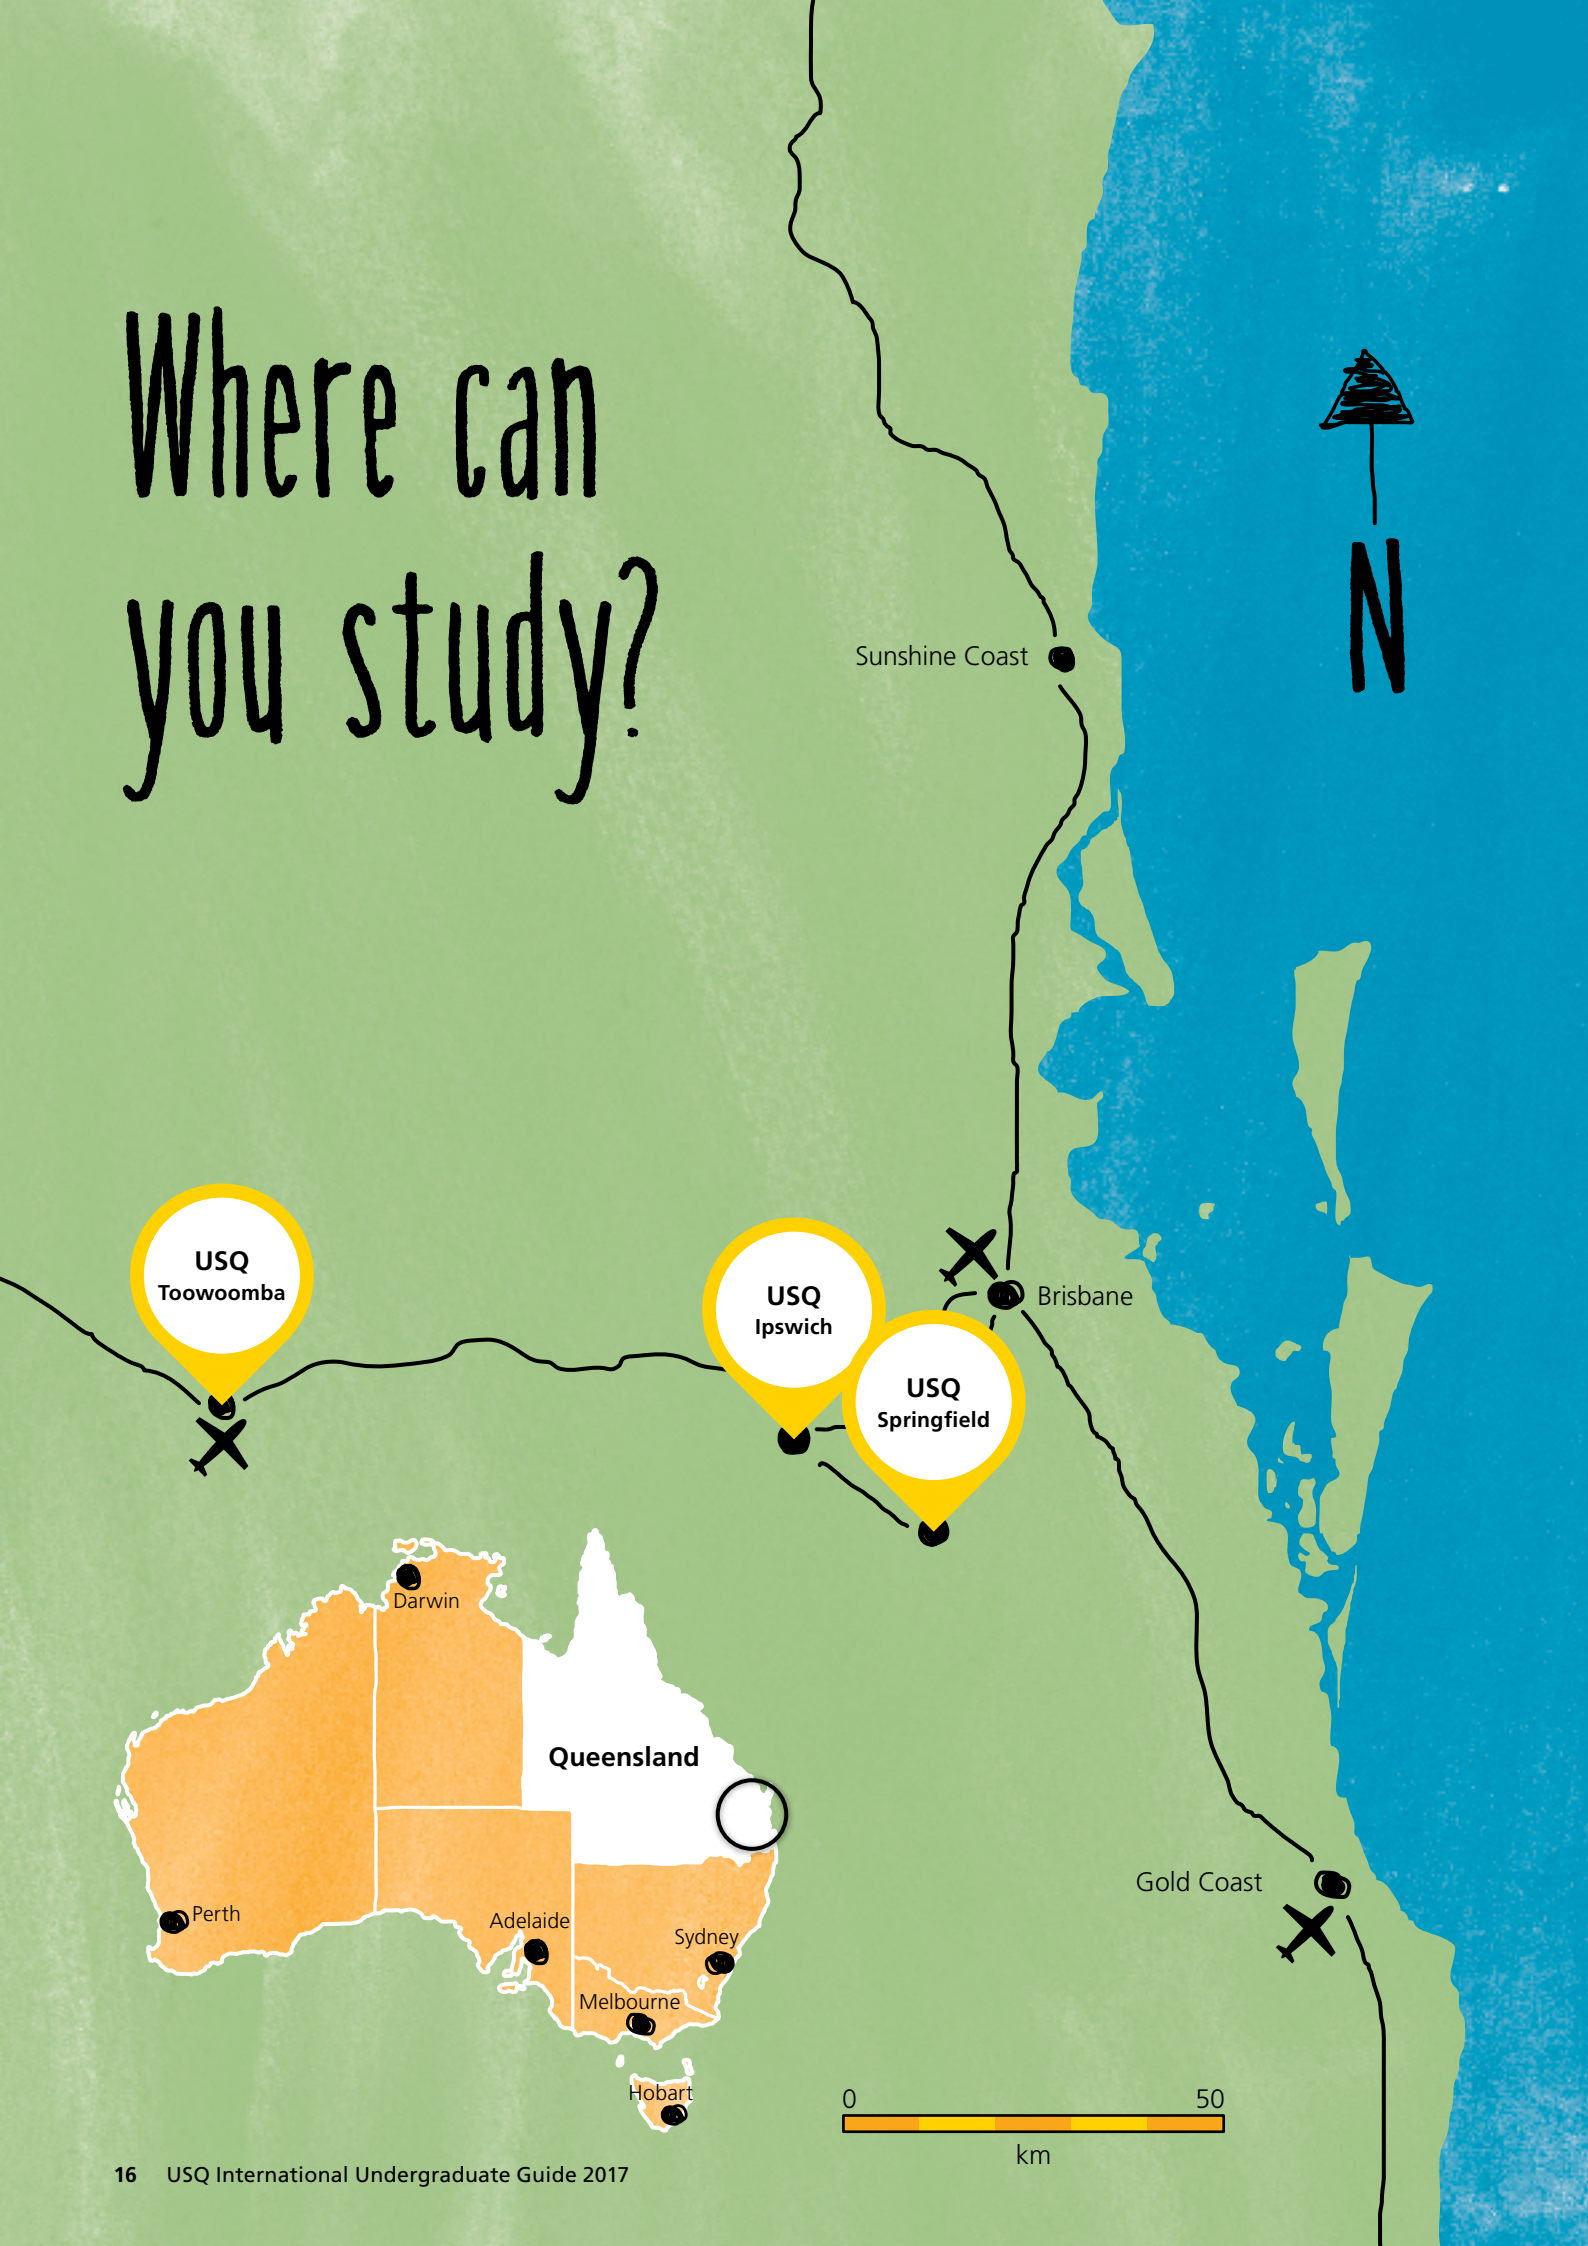 Where can
you study?
N
Sunshine Coast
Brisbane
USQ
Toowoomba
USQ
Ipswich
USQ
Springfield
Darwin
Queensland
Perth
Adelaide
Sydney
Melbourne
Hobart
Gold Coast
0 50
km
16 USQ International Undergraduate Guide 2017